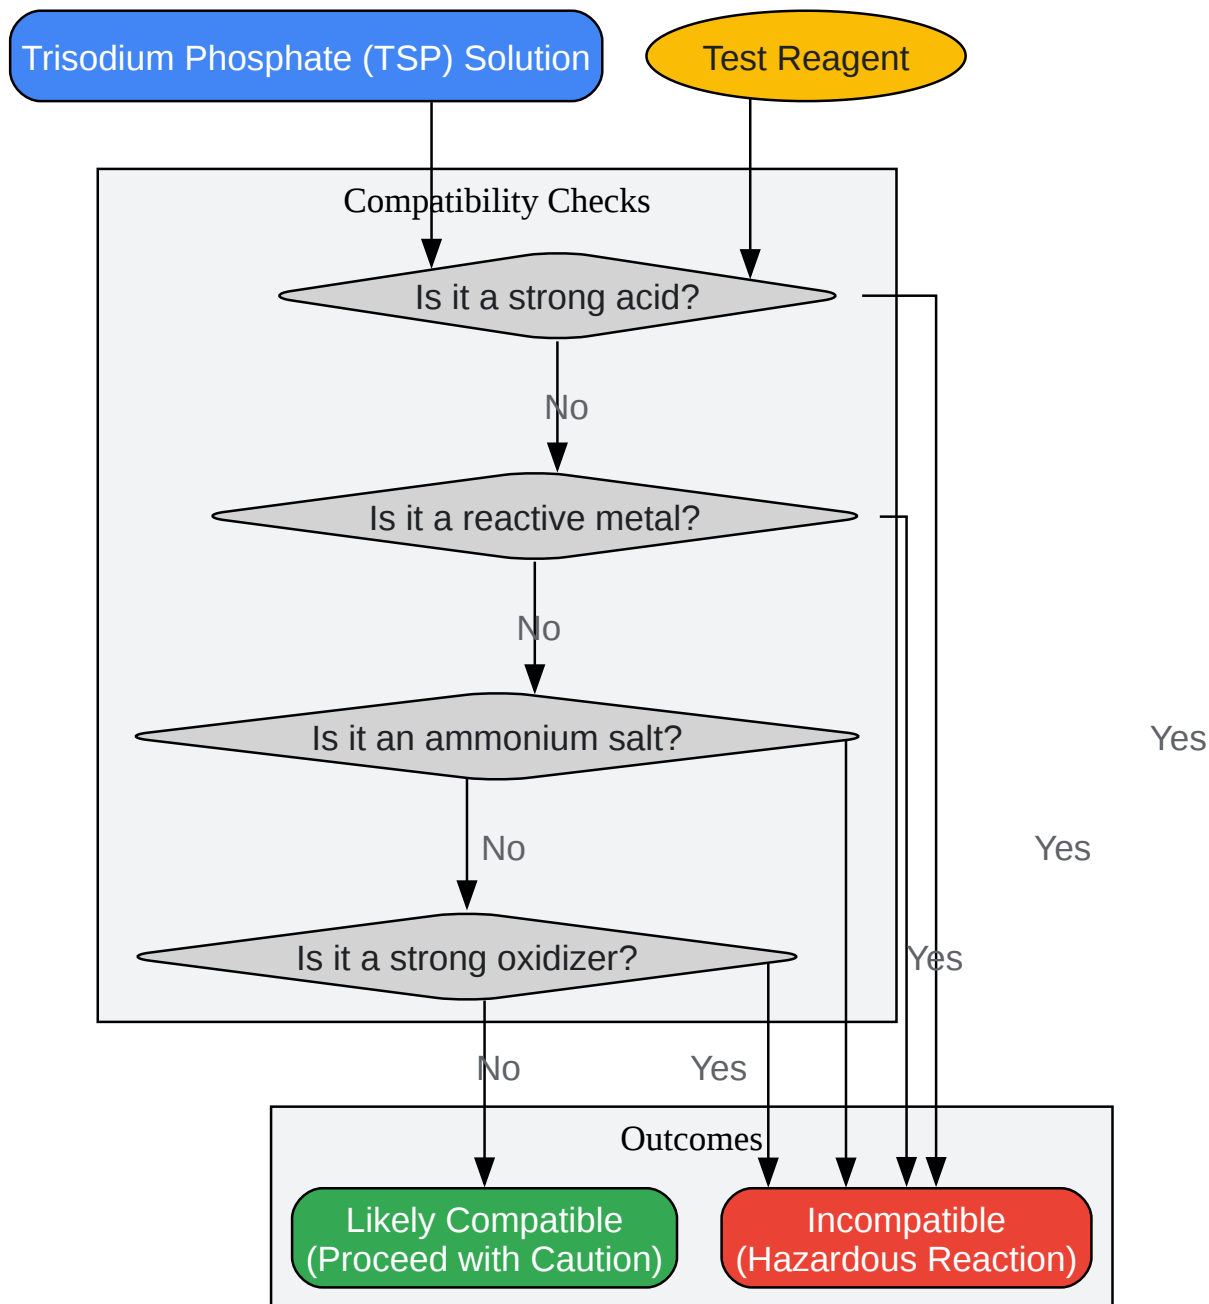 Trisodium Phosphate (TSP) Solution
Test Reagent
Compatibility Checks
Is it a strong acid?
No
Is it a reactive metal?
No
Is it an ammonium salt?
Yes
No
Yes
Is it a strong oxidizer?
Yes
No
Yes
Outcomes
Likely Compatible
(Proceed with Caution)
Incompatible
(Hazardous Reaction)